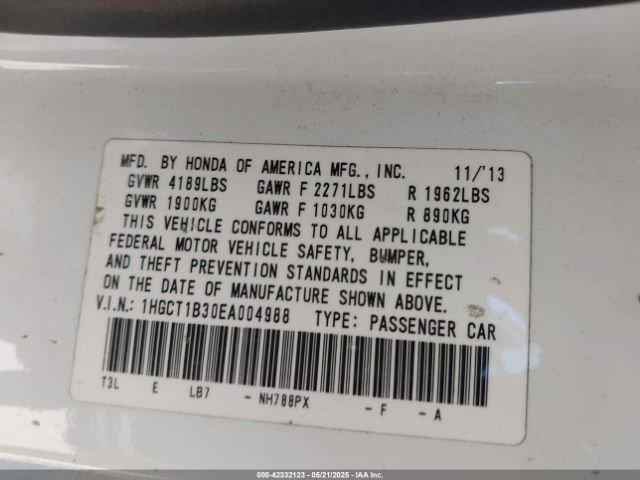 MFD. BY HONDA OF AMERICA MFG., INC. 11/'13
GVWR 4189LBS GAWR F 2271LBS R 1962LBS
GVWR 1900KG GAWR F 1030KG R 890KG
THIS VEHICLE CONFORMS TO ALL APPLICABLE
FEDERAL MOTOR VEHICLE SAFETY, BUMPER,
AND THEFT PREVENTION STANDARDS IN EFFECT
ON THE DATE OF MANUFACTURE SHOWN ABOVE.
V.I.N.: 1HGCT1B30EA004988 TYPE: PASSENGER CAR
T3L E LB7 - NH788PX - F - A
000-42332123 - 05/21/2025 - IAA Inc.